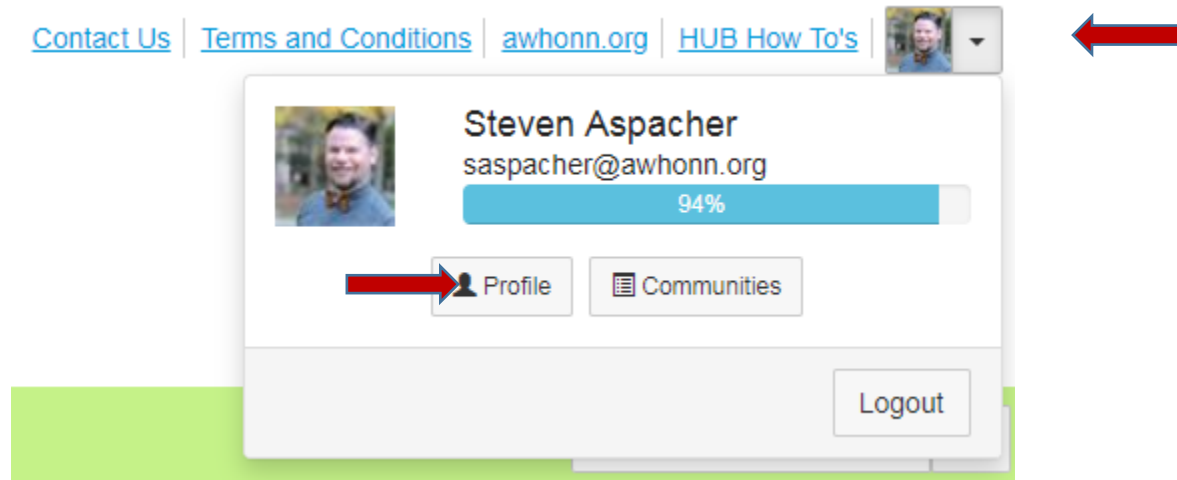 Contact Us Terms and Conditions awhonn.org HUB How To's
Steven Aspacher
saspacher@awhonn.org
94%
Profile Communities
Logout